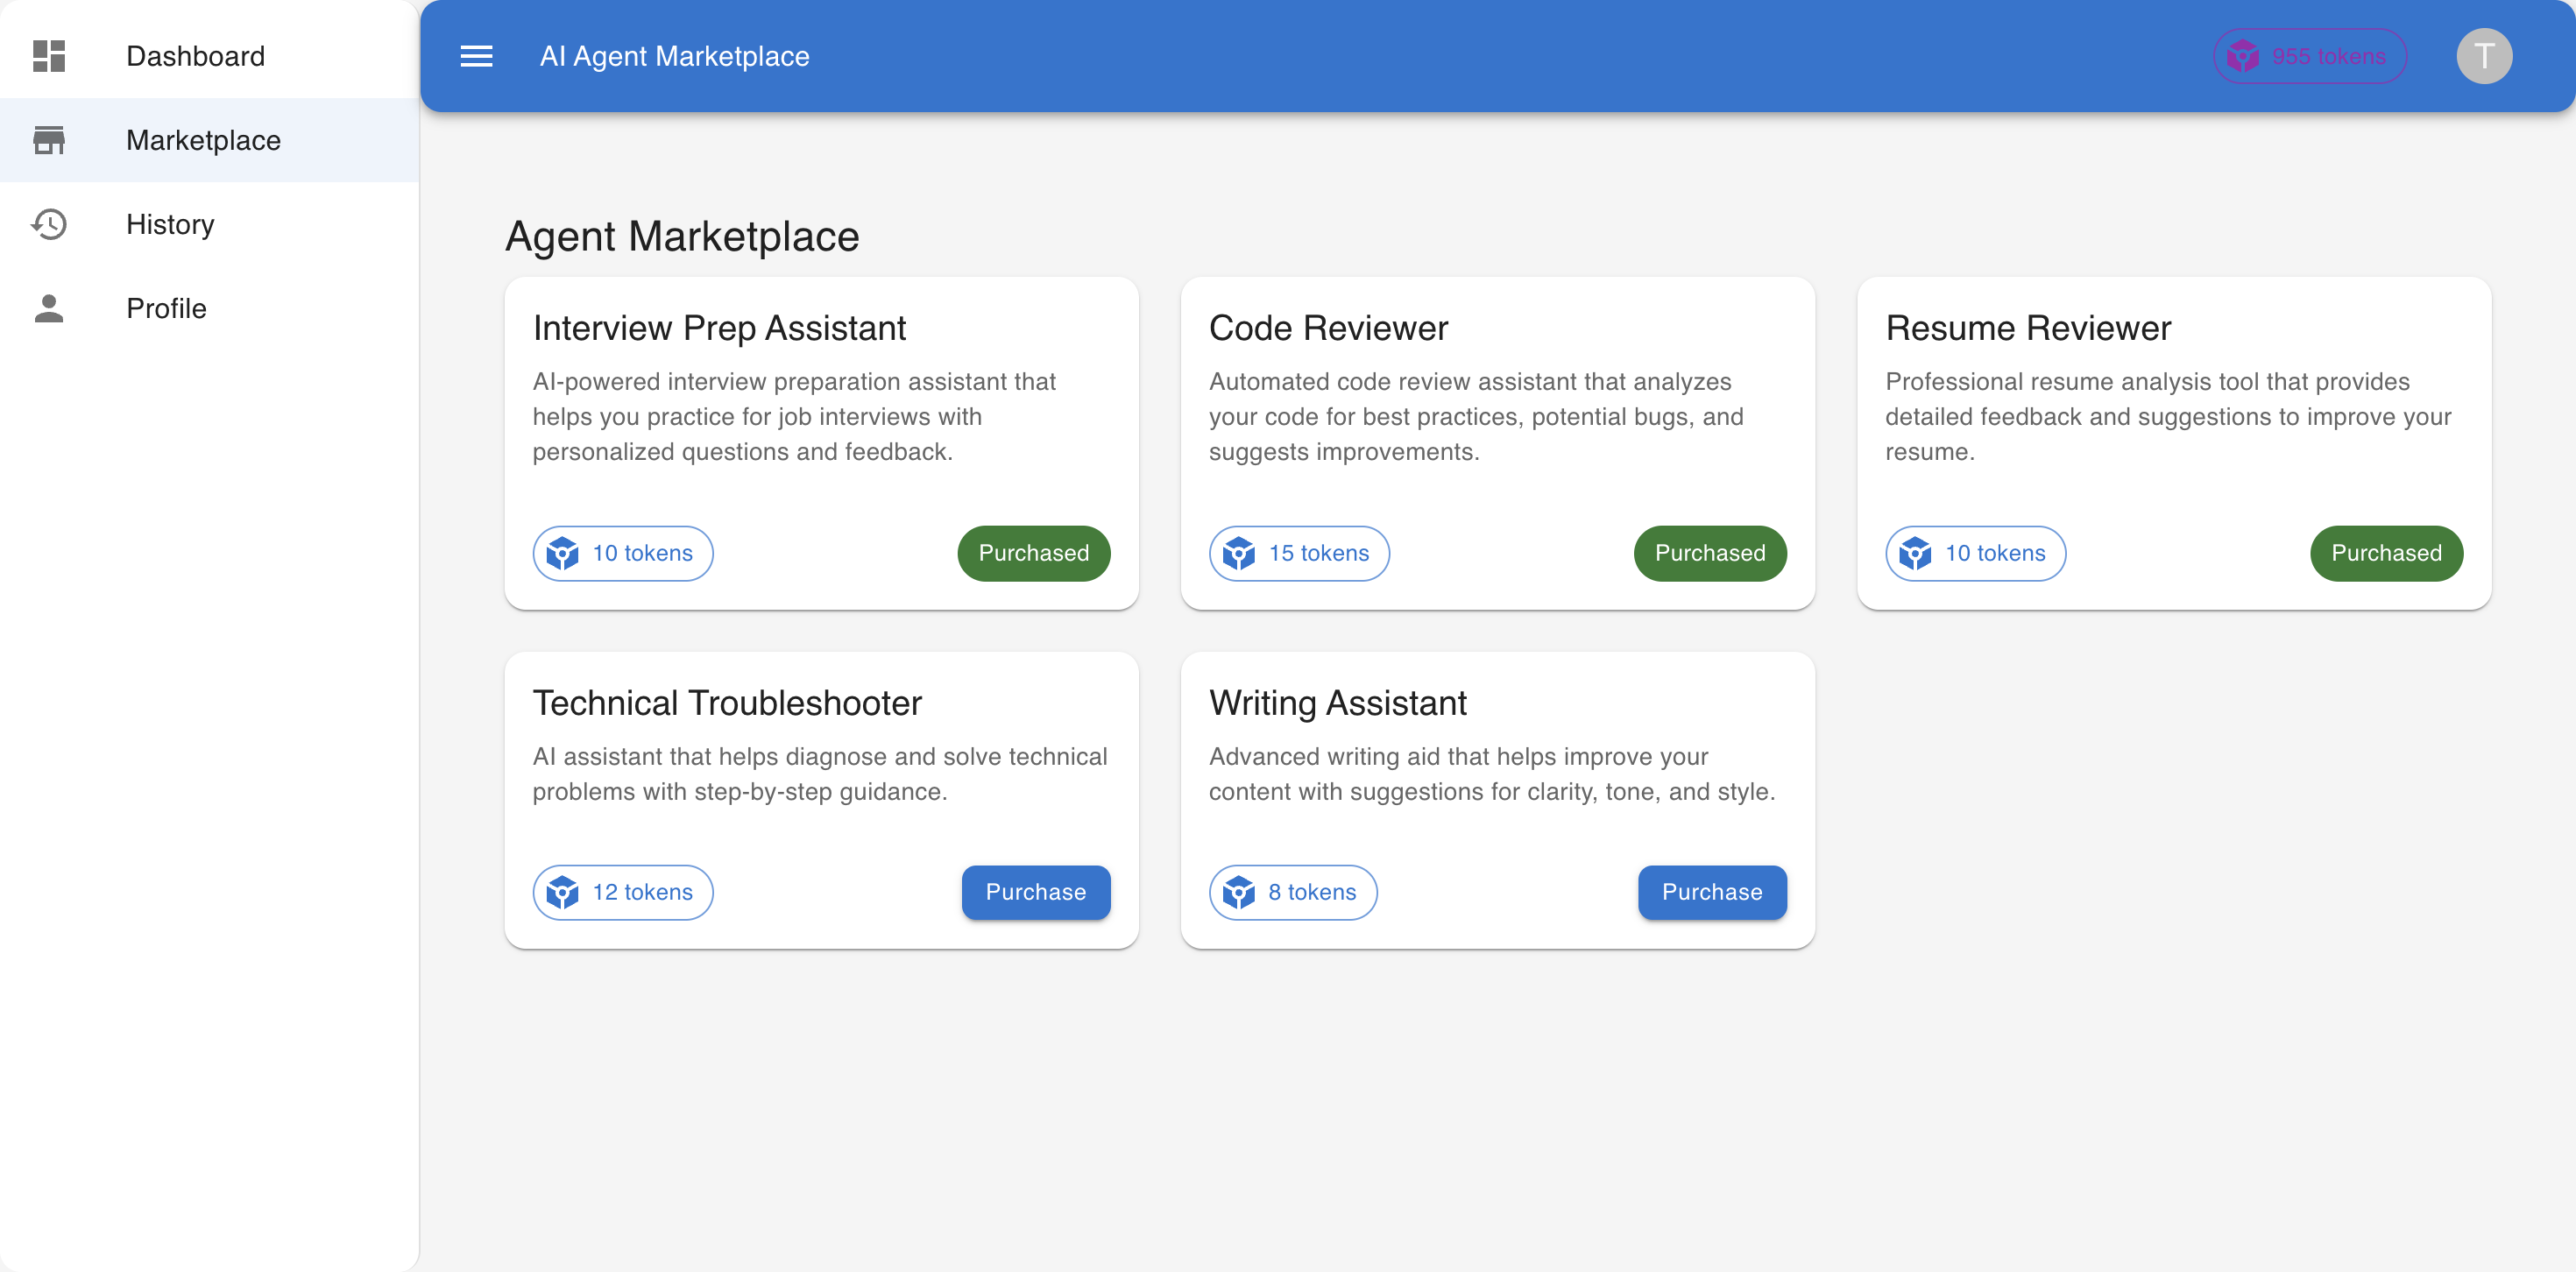 Dashboard
Marketplace
History
Profile
AI Agent Marketplace
955 tokens
T
Agent Marketplace
Interview Prep Assistant
AI-powered interview preparation assistant that
helps you practice for job interviews with
personalized questions and feedback.
10 tokens
Purchased
Code Reviewer
Automated code review assistant that analyzes
your code for best practices, potential bugs, and
suggests improvements.
15 tokens
Purchased
Resume Reviewer
Professional resume analysis tool that provides
detailed feedback and suggestions to improve your
resume.
10 tokens
Purchased
Technical Troubleshooter
AI assistant that helps diagnose and solve technical
problems with step-by-step guidance.
12 tokens
Purchase
Writing Assistant
Advanced writing aid that helps improve your
content with suggestions for clarity, tone, and style.
8 tokens
Purchase